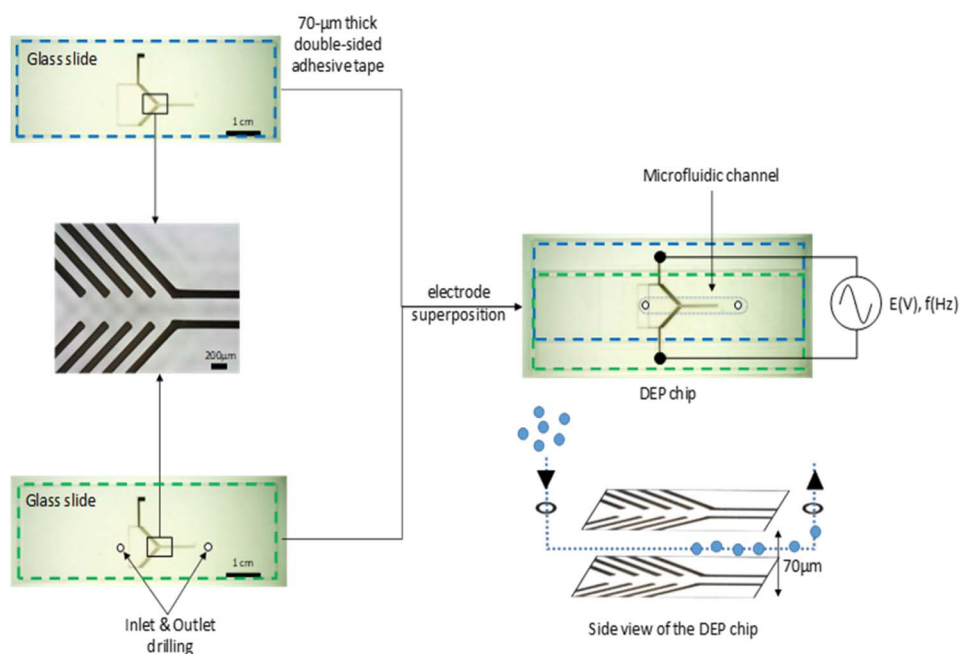 Glass slide
1 cm
70-µm thick
double-sided
adhesive tape
200µm
Glass slide
1 cm
Inlet & Outlet
drilling
electrode
superposition
Microfluidic channel
E(V), f(Hz)
DEP chip
70µm
Side view of the DEP chip